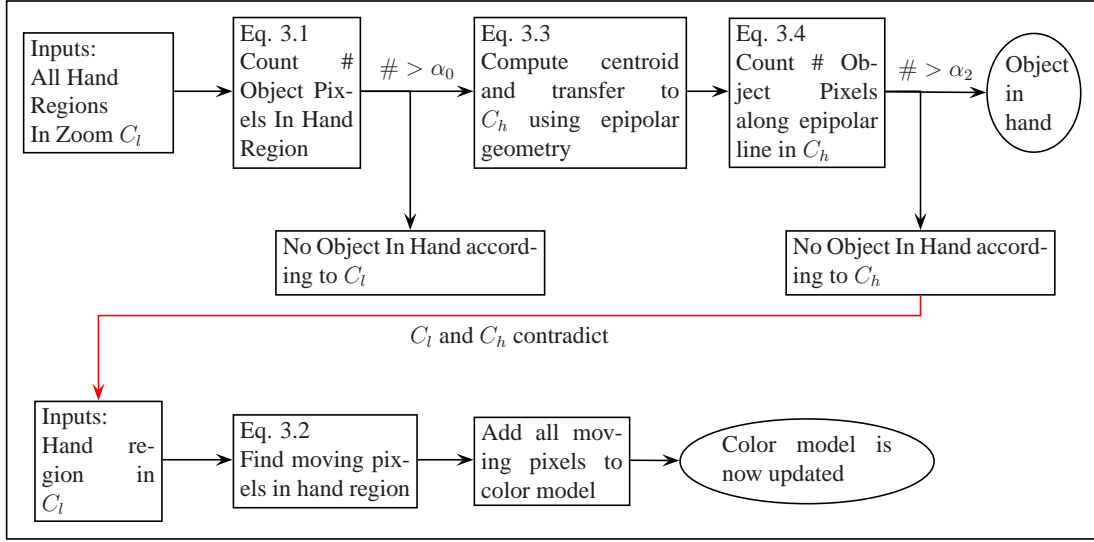 Inputs:
All Hand
Regions
In Zoom C_l
Eq. 3.1
Count #
Object Pix-
els In Hand
Region
# > α_0
Eq. 3.3
Compute centroid
and transfer to
C_h using epipolar
geometry
Eq. 3.4
Count # Ob-
ject Pixels
along epipolar
line in C_h
# > α_2
Object
in
hand
No Object In Hand accord-
ing to C_l
No Object In Hand accord-
ing to C_h
C_l and C_h contradict
Inputs:
Hand re-
gion in
C_l
Eq. 3.2
Find moving pix-
els in hand region
Add all mov-
ing pixels to
color model
Color model is
now updated